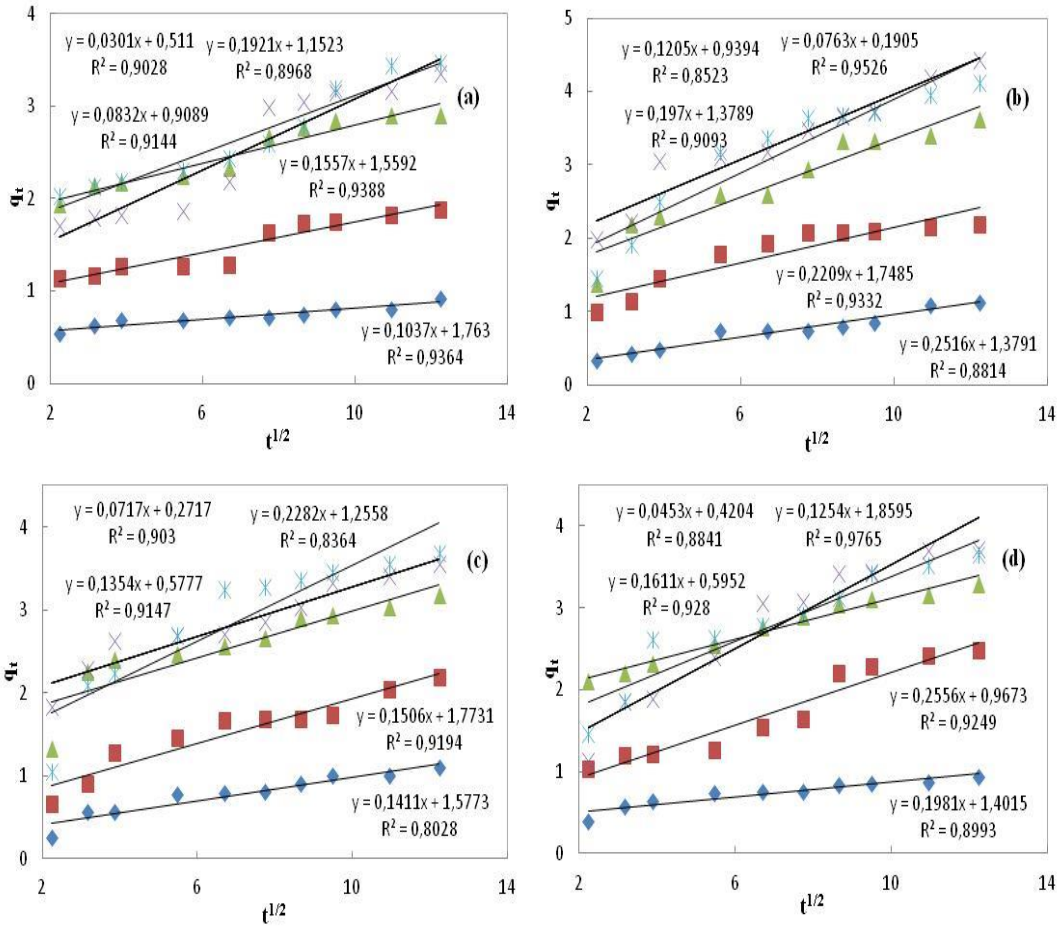 4
3
2
1
0
y = 0,0301x + 0,511
R² = 0,9028
y = 0,1921x + 1,1523
R² = 0,8968
(a)
y = 0,0832x + 0,9089
R² = 0,9144
y = 0,1557x + 1,5592
R² = 0,9388
y = 0,1037x + 1,763
R² = 0,9364
qt
2 6 10 14
t1/2
5
4
3
2
1
0
y = 0,1205x + 0,9394
R² = 0,8523
y = 0,0763x + 0,1905
R² = 0,9526
(b)
y = 0,197x + 1,3789
R² = 0,9093
y = 0,2209x + 1,7485
R² = 0,9332
y = 0,2516x + 1,3791
R² = 0,8814
qt
2 6 10 14
t1/2
4
3
2
1
0
y = 0,0717x + 0,2717
R² = 0,903
y = 0,2282x + 1,2558
R² = 0,8364
(c)
y = 0,1354x + 0,5777
R² = 0,9147
y = 0,1506x + 1,7731
R² = 0,9194
y = 0,1411x + 1,5773
R² = 0,8028
qt
2 6 10 14
t1/2
4
3
2
1
0
y = 0,0453x + 0,4204
R² = 0,8841
y = 0,1254x + 1,8595
R² = 0,9765
(d)
y = 0,1611x + 0,5952
R² = 0,928
y = 0,2556x + 0,9673
R² = 0,9249
y = 0,1981x + 1,4015
R² = 0,8993
qt
2 6 10 14
t1/2